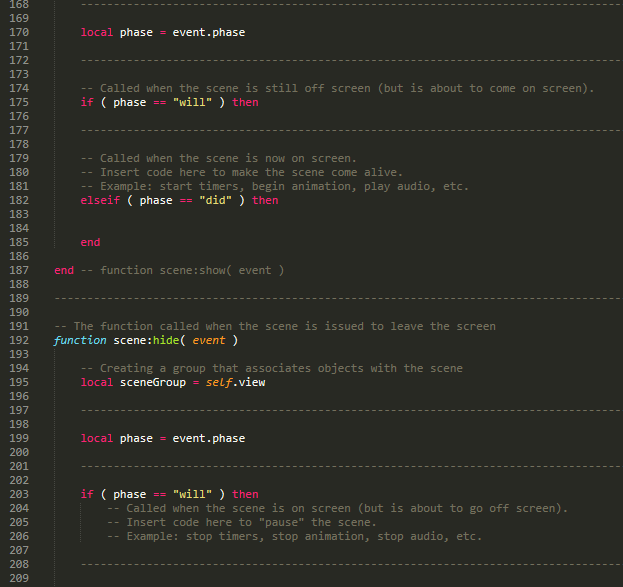 168 -----------------------------------------------------------------------------------
169
170 local phase = event.phase
171
172 -----------------------------------------------------------------------------------
173
174 -- Called when the scene is still off screen (but is about to come on screen).
175 if ( phase == "will" ) then
176
177 -----------------------------------------------------------------------------------
178
179 -- Called when the scene is now on screen.
180 -- Insert code here to make the scene come alive.
181 -- Example: start timers, begin animation, play audio, etc.
182 elseif ( phase == "did" ) then
183
184
185 end
186
187 end -- function scene:show( event )
188
189 ---------------------------------------------------------------------------------------
190
191 -- The function called when the scene is issued to leave the screen
192 function scene:hide( event )
193
194 -- Creating a group that associates objects with the scene
195 local sceneGroup = self.view
196
197 -----------------------------------------------------------------------------------
198
199 local phase = event.phase
200
201 -----------------------------------------------------------------------------------
202
203 if ( phase == "will" ) then
204 -- Called when the scene is on screen (but is about to go off screen).
205 -- Insert code here to "pause" the scene.
206 -- Example: stop timers, stop animation, stop audio, etc.
207
208 -----------------------------------------------------------------------------------
209